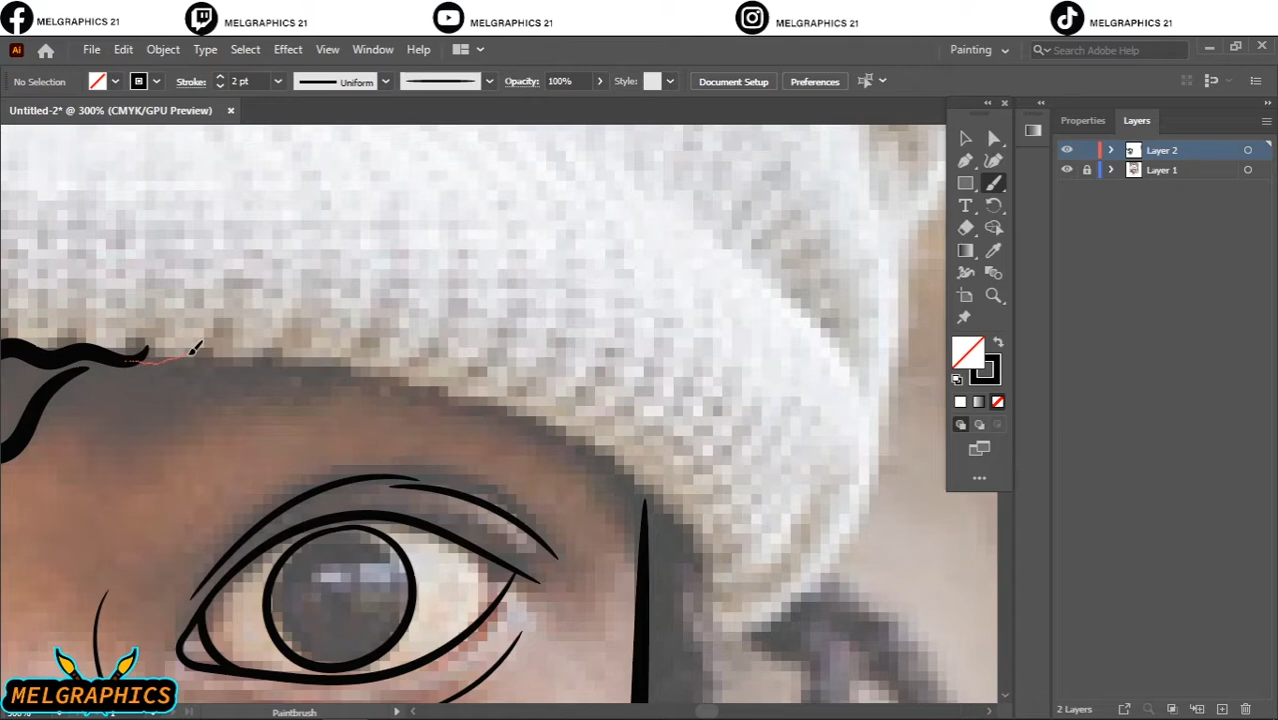 MELGRAPHICS 21 MELGRAPHICS 21 MELGRAPHICS 21 MELGRAPHICS 21 MELGRAPHICS 21
Ai File Edit Object Type Select Effect View Window Help Painting Search Adobe Help
No Selection Stroke: 2 pt Uniform Opacity: 100% Style: Document Setup Preferences
Untitled-2* @ 300% (CMYK/GPU Preview)
Properties Layers
Layer 2
Layer 1
MELGRAPHICS
Paintbrush
2 Layers